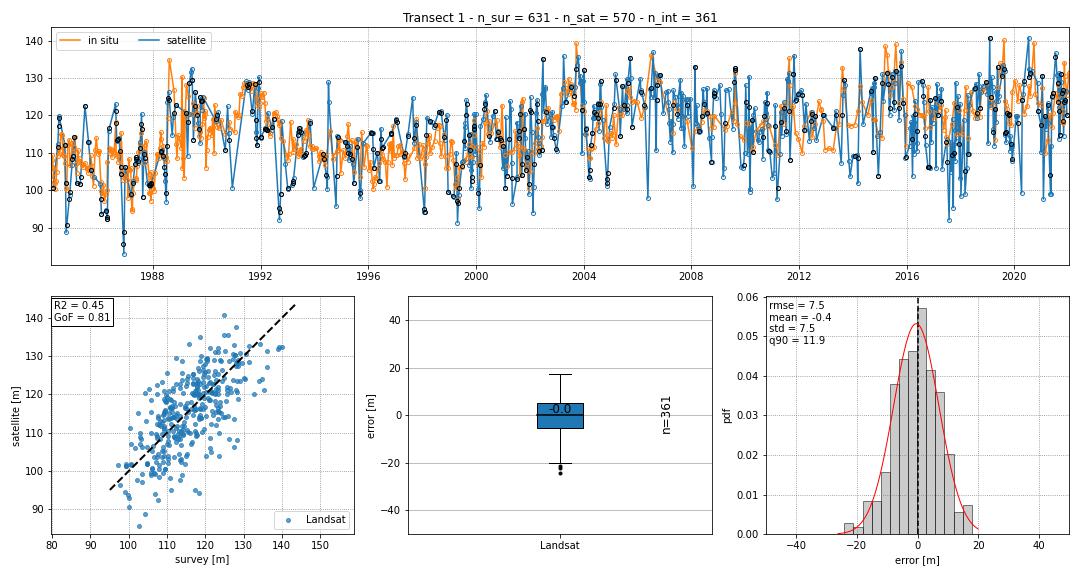 Transect 1 - n_sur = 631 - n_sat = 570 - n_int = 361
in situ
satellite
140
130
120
110
100
90
1988
1992
1996
2000
2004
2008
2012
2016
2020
R2 = 0.45
GoF = 0.81
satellite [m]
140
130
120
110
100
90
80
90
100
110
120
130
140
150
survey [m]
Landsat
error [m]
40
20
0
−20
−40
-0.0
n=361
Landsat
pdf
0.06
0.05
0.04
0.03
0.02
0.01
0.00
rmse = 7.5
mean = -0.4
std = 7.5
q90 = 11.9
−40
−20
0
20
40
error [m]